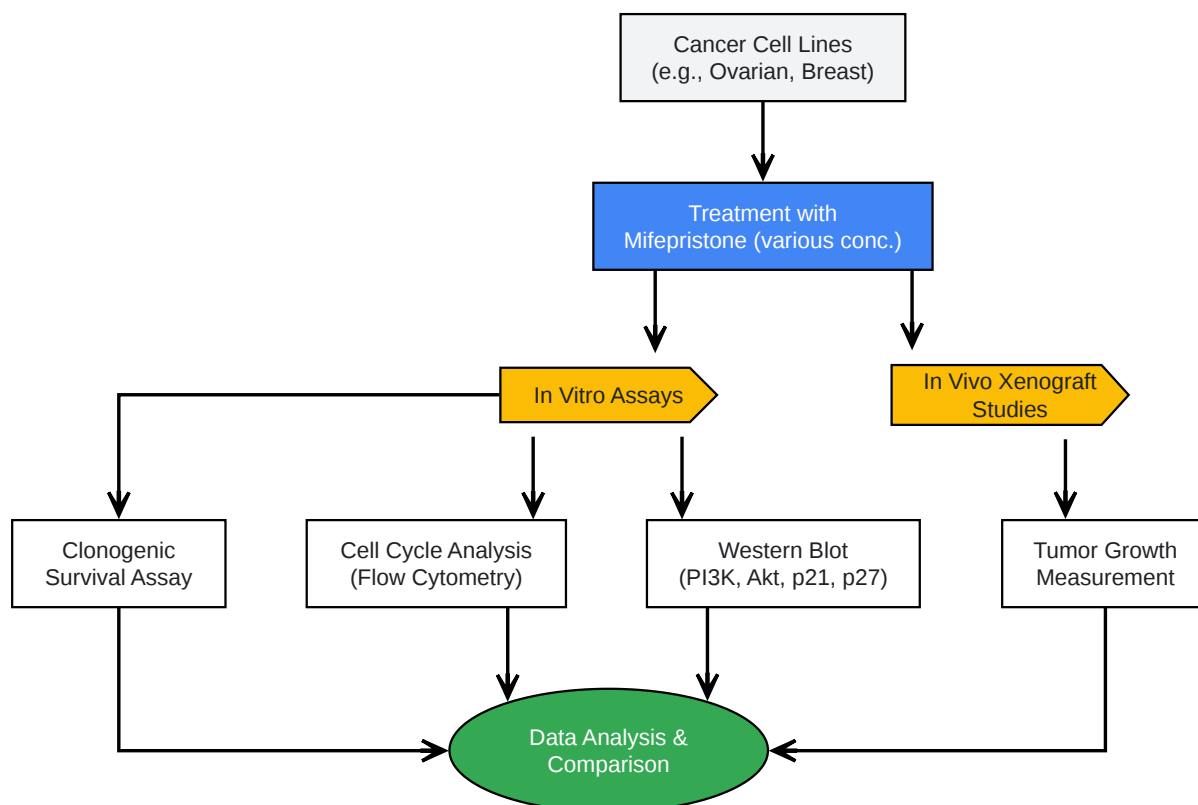 Cancer Cell Lines
(e.g., Ovarian, Breast)
Treatment with
Mifepristone (various conc.)
In Vitro Assays
In Vivo Xenograft
Studies
Clonogenic
Survival Assay
Cell Cycle Analysis
(Flow Cytometry)
Western Blot
(PI3K, Akt, p21, p27)
Tumor Growth
Measurement
Data Analysis &
Comparison